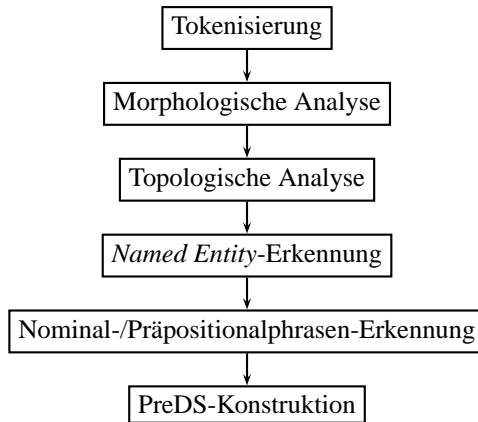 Tokenisierung
Morphologische Analyse
Topologische Analyse
Named Entity-Erkennung
Nominal-/Präpositionalphrasen-Erkennung
PreDS-Konstruktion